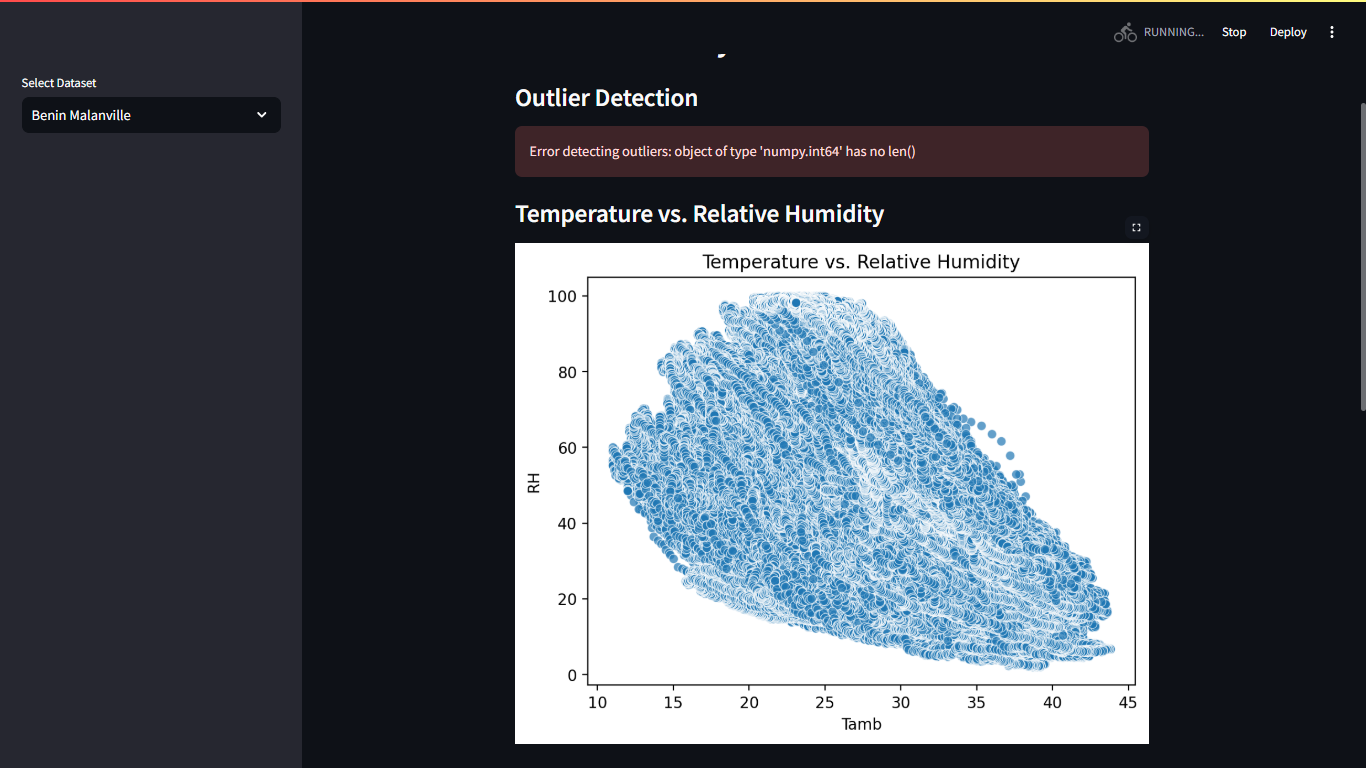 RUNNING...
Stop
Deploy
Select Dataset
Benin Malanville
Outlier Detection
Error detecting outliers: object of type 'numpy.int64' has no len()
Temperature vs. Relative Humidity
Temperature vs. Relative Humidity
100
80
60
40
20
0
RH
10 15 20 25 30 35 40 45
Tamb